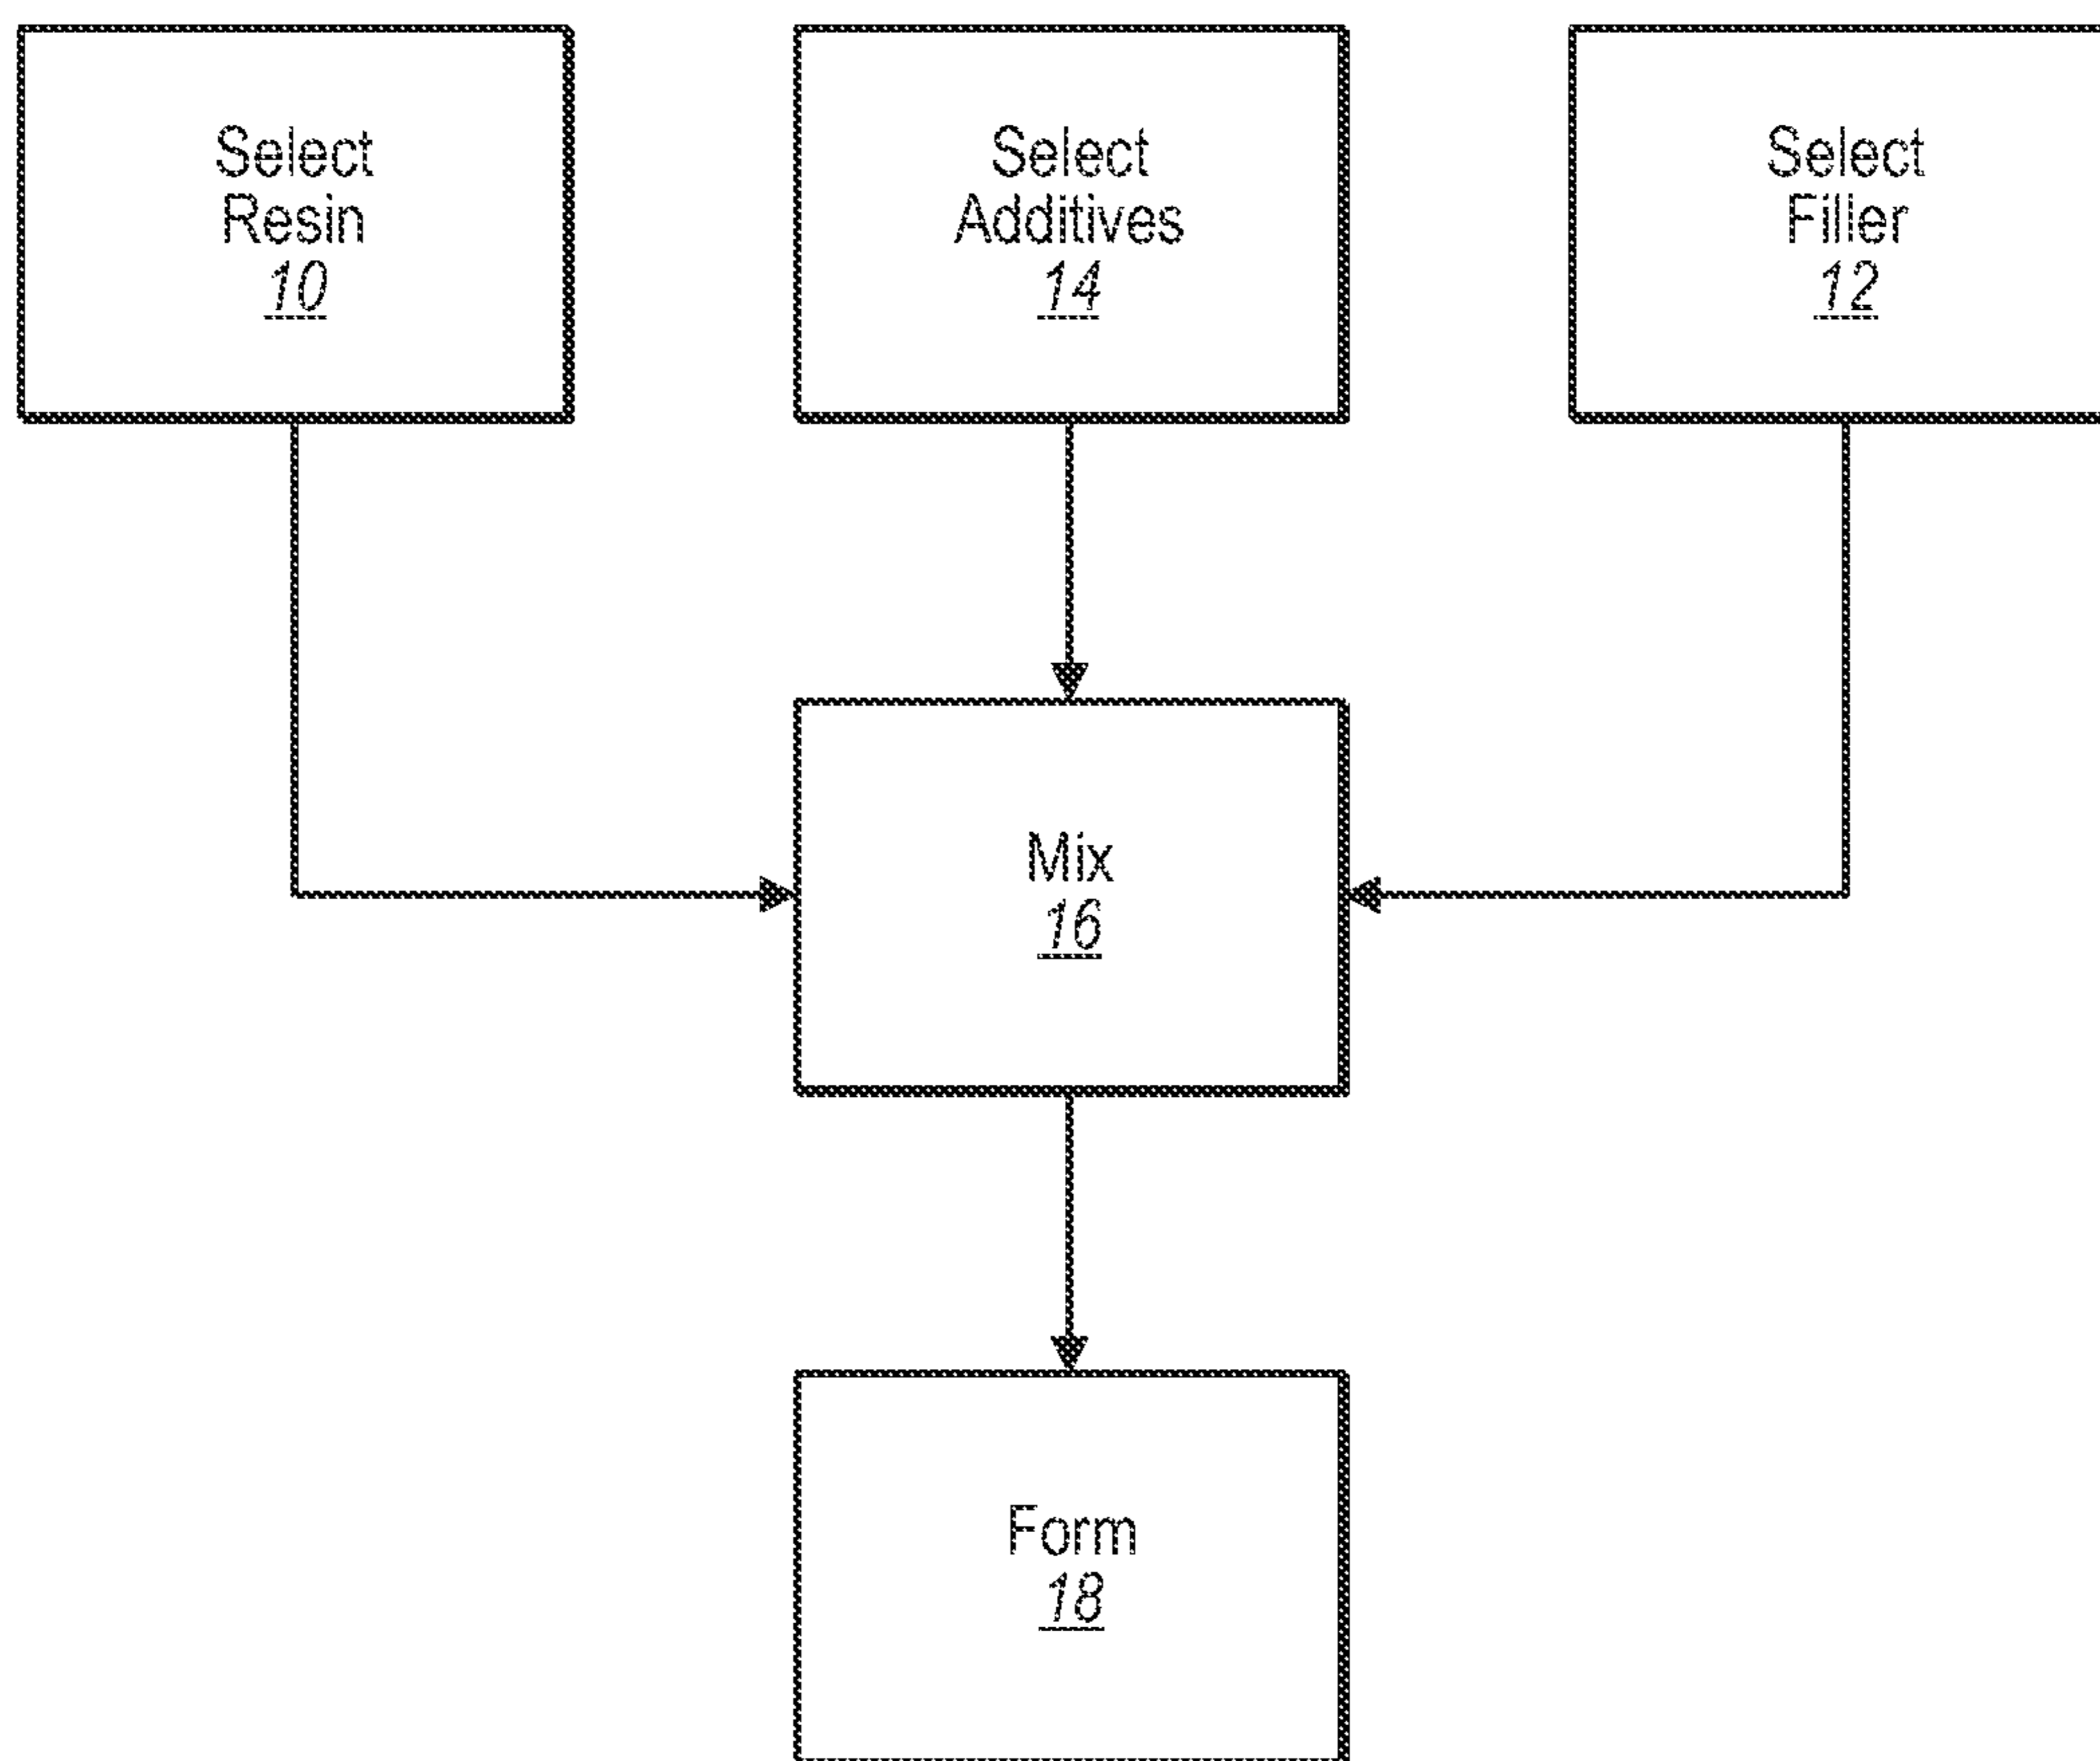 Select
Resin
10
Select
Additives
14
Select
Filler
12
Mix
16
Form
18